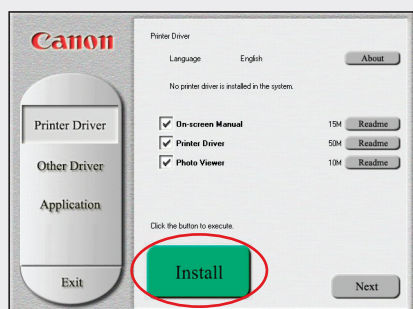 Canon
Printer Driver
Language English About
No printer driver is installed in the system.
Printer Driver
Other Driver
Application
Exit
On-screen Manual 15M Readme
Printer Driver 50M Readme
Photo Viewer 10M Readme
Click the button to execute.
Install
Next